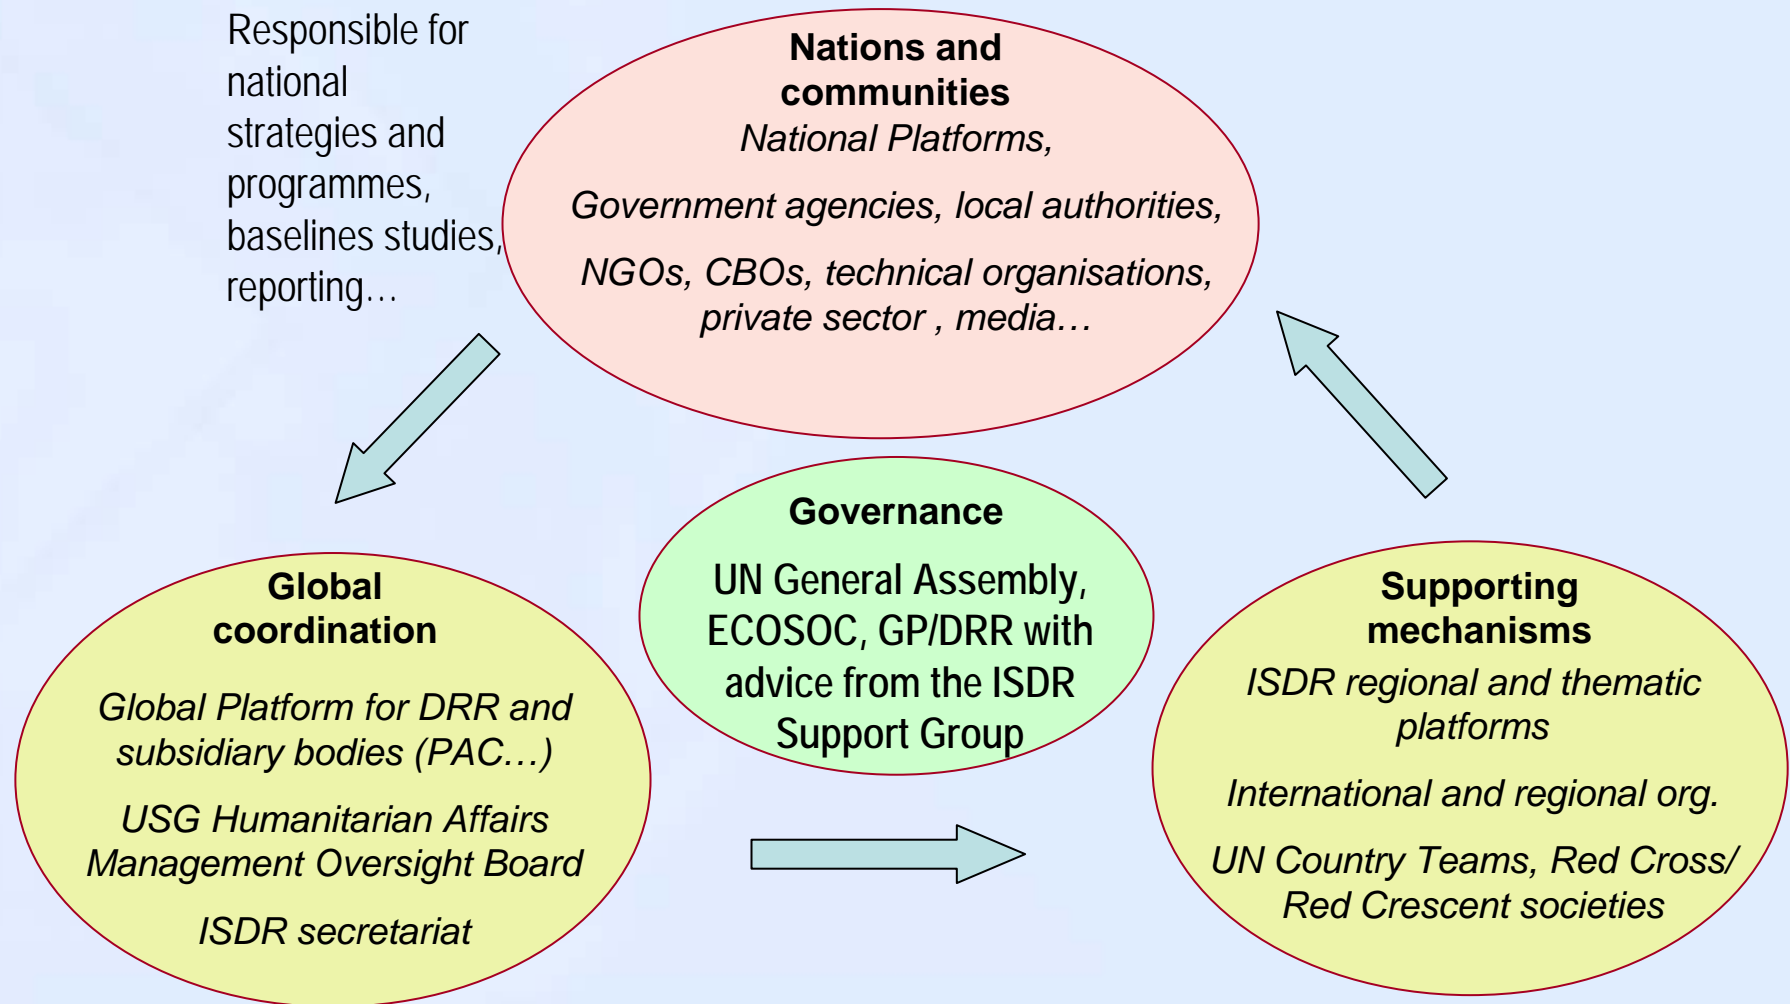 Responsible for
national
strategies and
programmes,
baselines studies,
reporting…
Nations and
communities
National Platforms,
Government agencies, local authorities,
NGOs, CBOs, technical organisations,
private sector , media…
Governance
UN General Assembly,
ECOSOC, GP/DRR with
advice from the ISDR
Support Group
Global
coordination
Global Platform for DRR and
subsidiary bodies (PAC…)
USG Humanitarian Affairs
Management Oversight Board
ISDR secretariat
Supporting
mechanisms
ISDR regional and thematic
platforms
International and regional org.
UN Country Teams, Red Cross/
Red Crescent societies